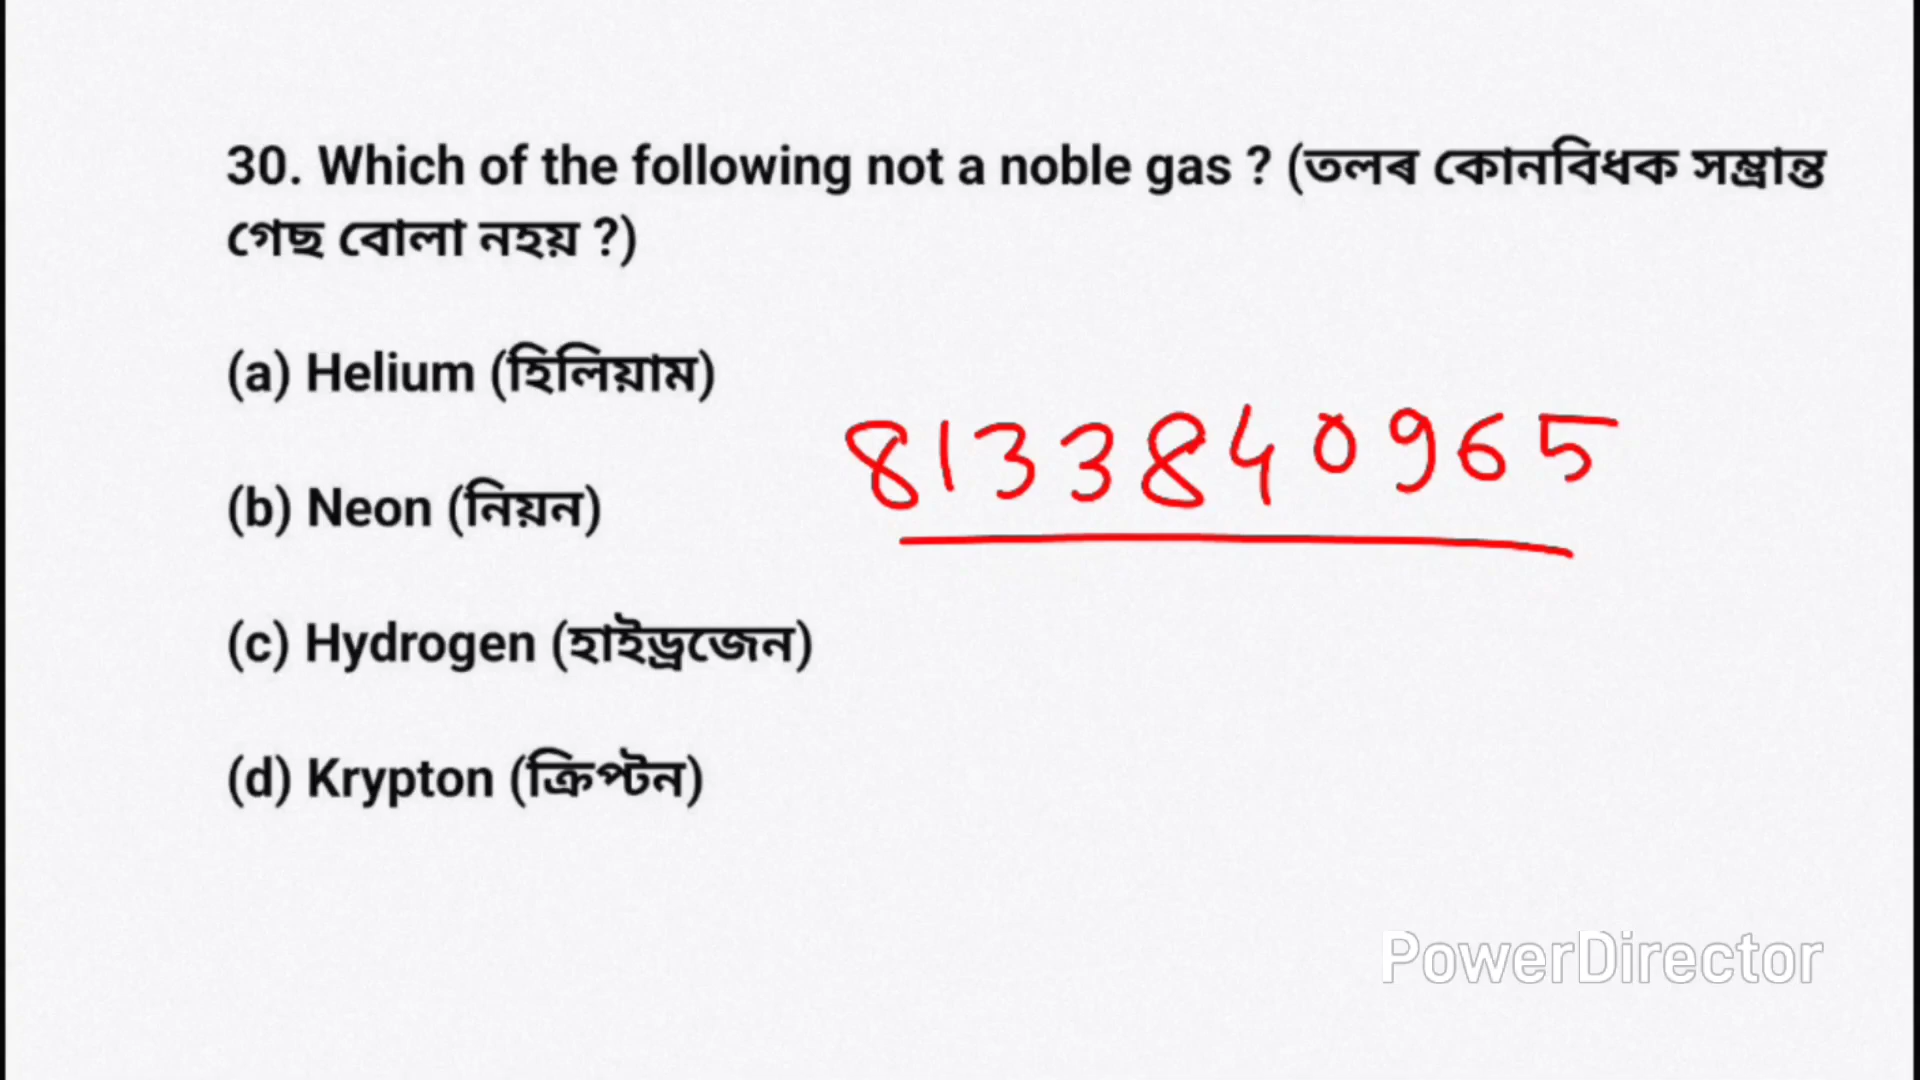 30. Which of the following not a noble gas ? (তলৰ কোনবিধক সম্ভ্ৰান্ত
গেছ বোলা নহয় ?)
(a) Helium (হিলিয়াম)
8133840965
(b) Neon (নিয়ন)
(c) Hydrogen (হাইড্ৰজেন)
(d) Krypton (ক্ৰিপ্টন)
PowerDirector